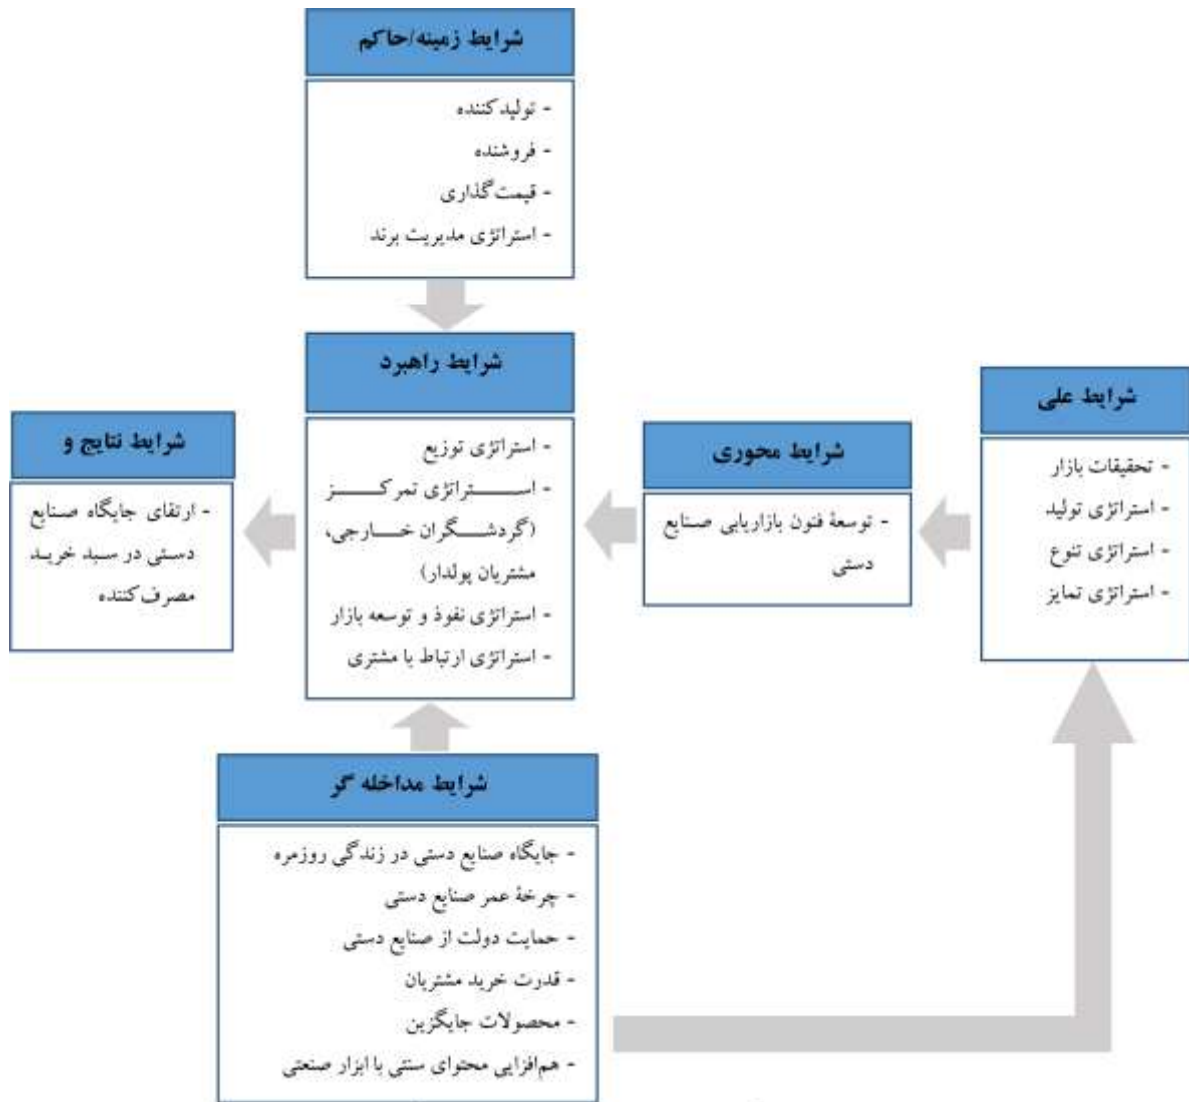 شرایط زمینه/حاکم
- تولیدکننده
- فروشنده
- قیمت‌گذاری
- استراتژی مدیریت برند
شرایط علی
- تحقیقات بازار
- استراتژی تولید
- استراتژی تنوع
- استراتژی تمایز
شرایط محوری
- توسعهٔ فنون بازاریابی صنایع
دستی
شرایط راهبرد
- استراتژی توزیع
- استراتژی تمرکز
(گردشگران خارجی،
مشتریان پولدار)
- استراتژی نفوذ و توسعه بازار
- استراتژی ارتباط با مشتری
شرایط نتایج و
- ارتقای جایگاه صنایع
دستی در سبد خرید
مصرف‌کننده
شرایط مداخله گر
- جایگاه صنایع دستی در زندگی روزمره
- چرخهٔ عمر صنایع دستی
- حمایت دولت از صنایع دستی
- قدرت خرید مشتریان
- محصولات جایگزین
- هم‌افزایی محتوای سنتی با ابزار صنعتی